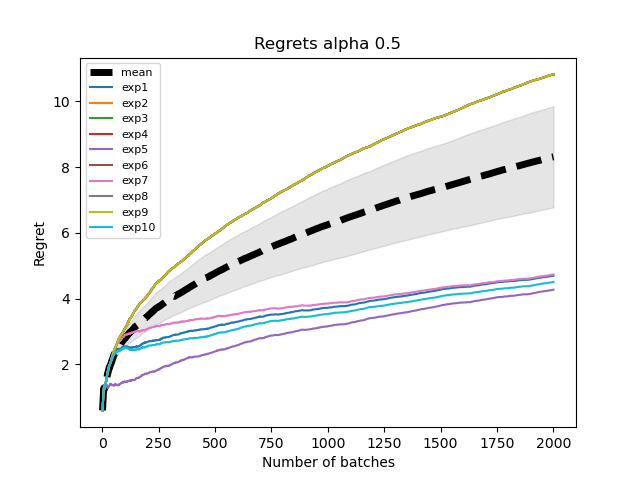 Regrets alpha 0.5
mean
exp1
exp2
exp3
exp4
exp5
exp6
exp7
exp8
exp9
exp10
Regret
10
8
6
4
2
0 250 500 750 1000 1250 1500 1750 2000
Number of batches